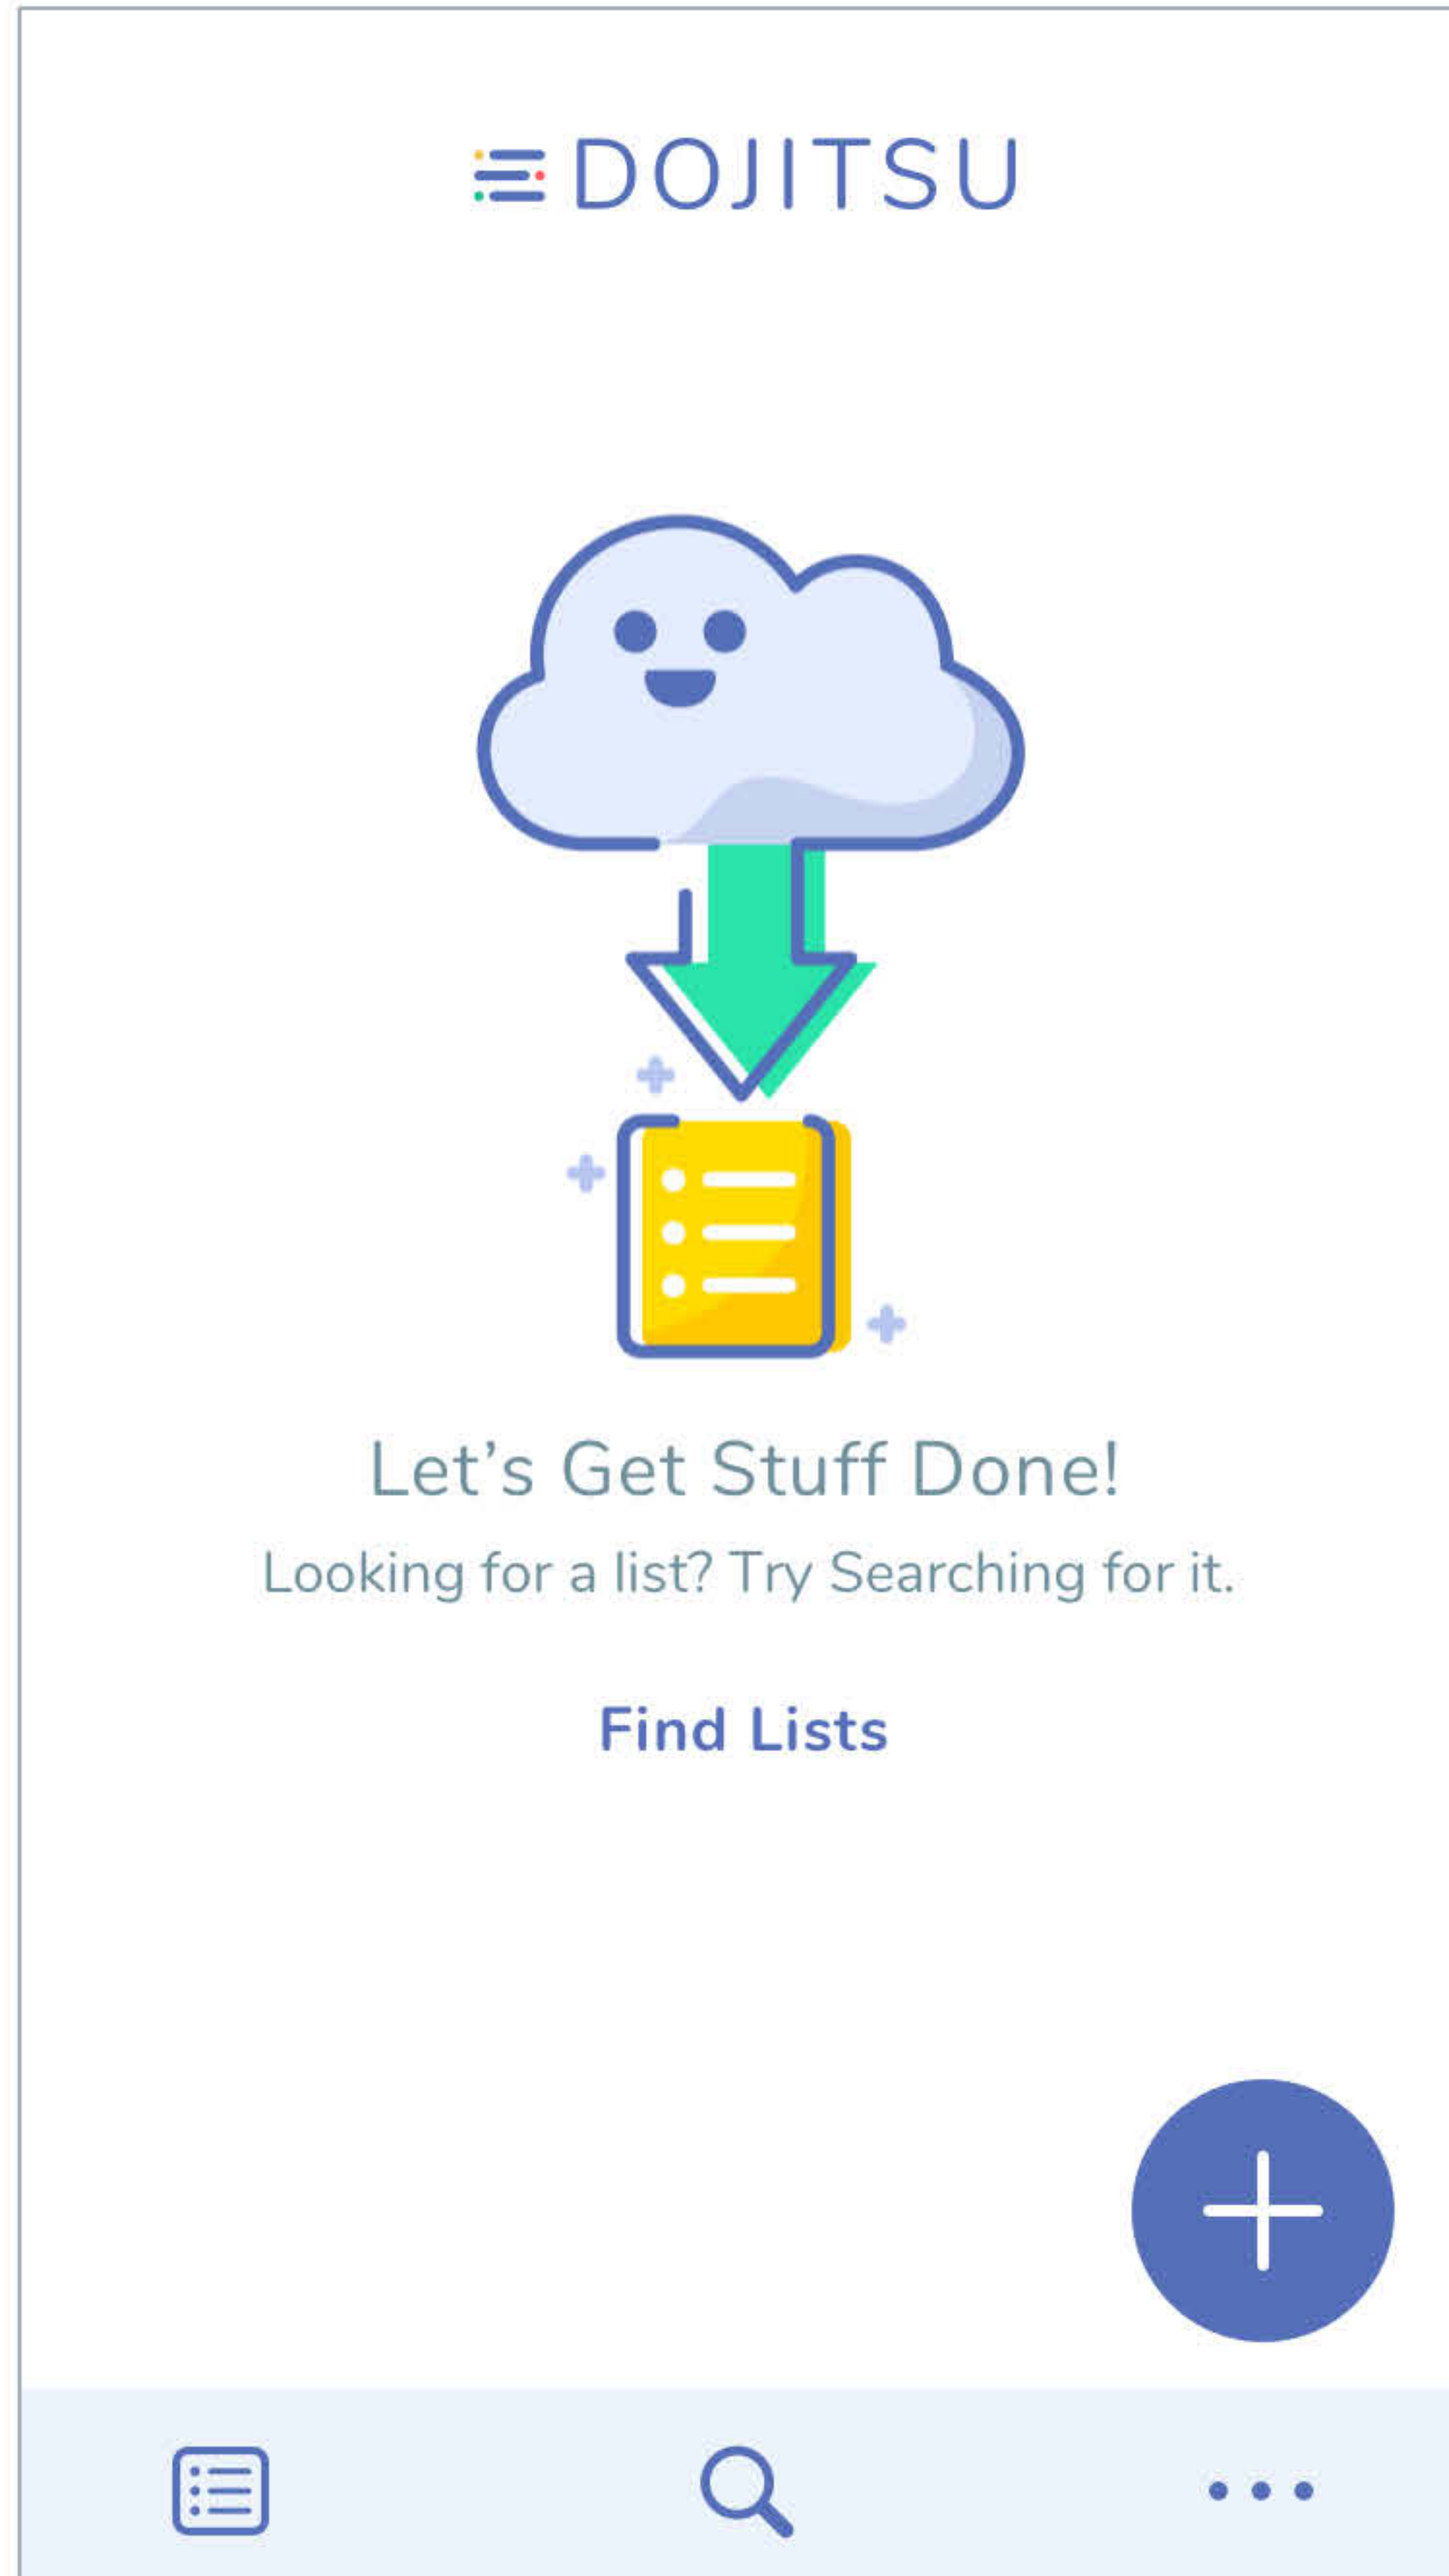 DOJITSU
Let’s Get Stuff Done!
Looking for a list? Try Searching for it.
Find Lists